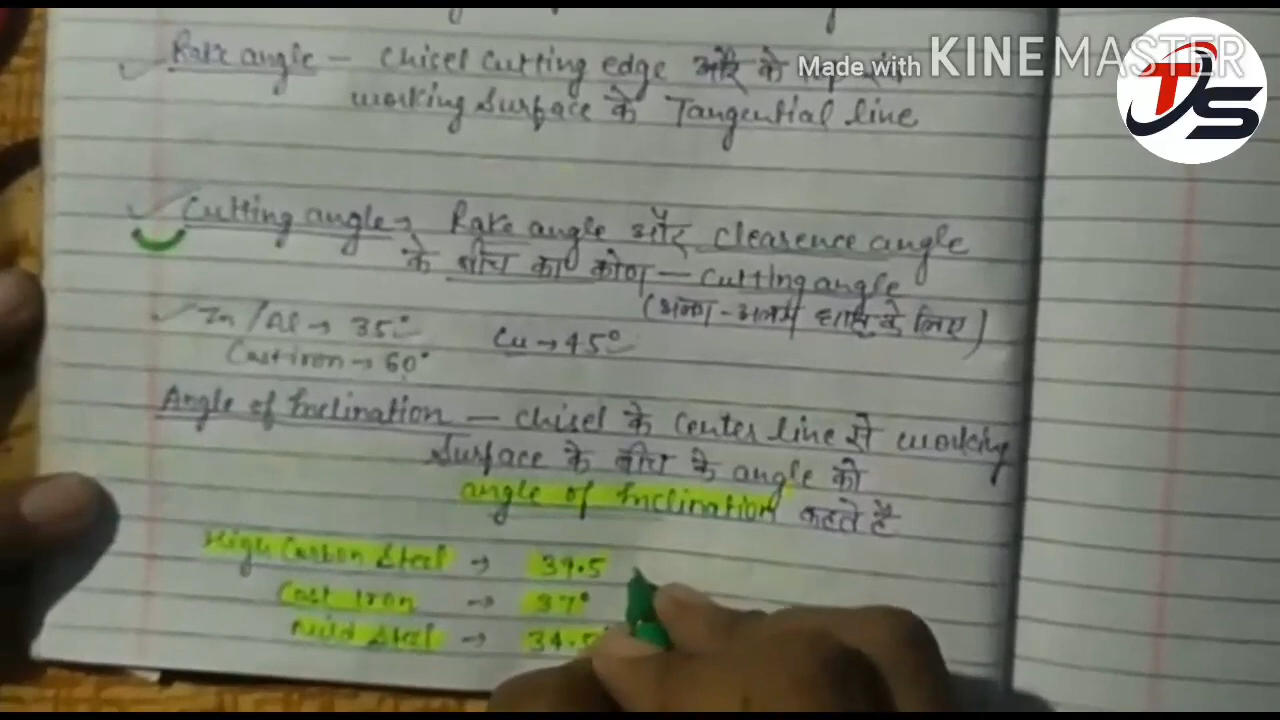 Rake angle - Chisel Cutting edge और के
Made with KINEMASTER
TJS
working Surface के Tangential line
Cutting angle → Rake angle और Clearence angle
के बीच का कोण - Cutting angle
(अलग-अलग धातु के लिए)
Zn/Al → 35°
Cu → 45°
Cast iron → 60°
Angle of Inclination - Chisel के Center line से working
Surface के बीच के angle को
angle of Inclination कहते है
High Carbon Steel → 39.5
Cast Iron → 37°
Mild Steel → 34.5